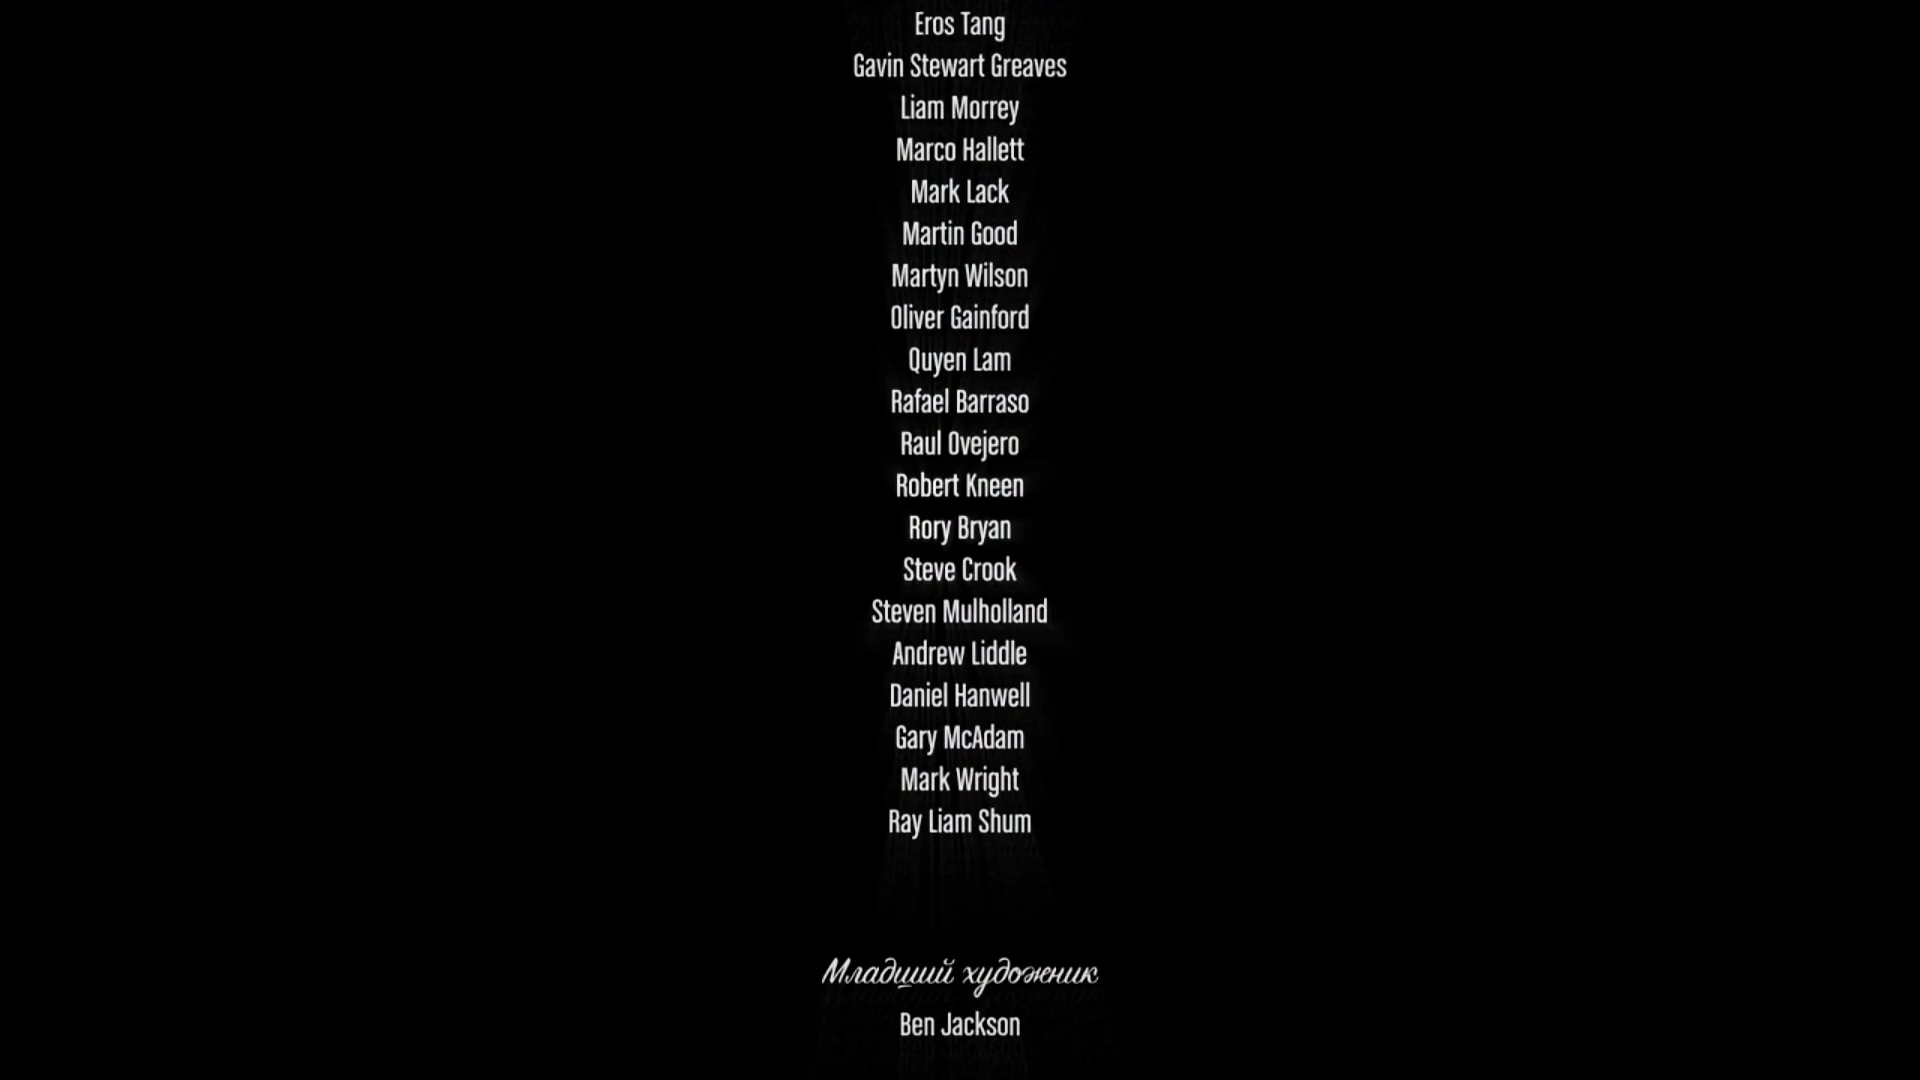 Eros Tang
Gavin Stewart Greaves
Liam Morrey
Marco Hallett
Mark Lack
Martin Good
Martyn Wilson
Oliver Gainford
Quyen Lam
Rafael Barraso
Raul Ovejero
Robert Kneen
Rory Bryan
Steve Crook
Steven Mulholland
Andrew Liddle
Daniel Hanwell
Gary McAdam
Mark Wright
Ray Liam Shum
Младший художник
Ben Jackson